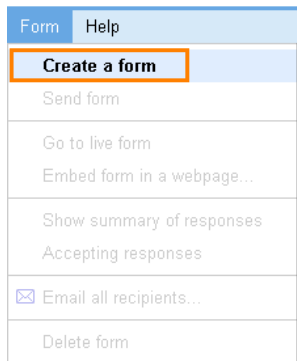 Form Help
Create a form
Send form
Go to live form
Embed form in a webpage...
Show summary of responses
Accepting responses
Email all recipients...
Delete form